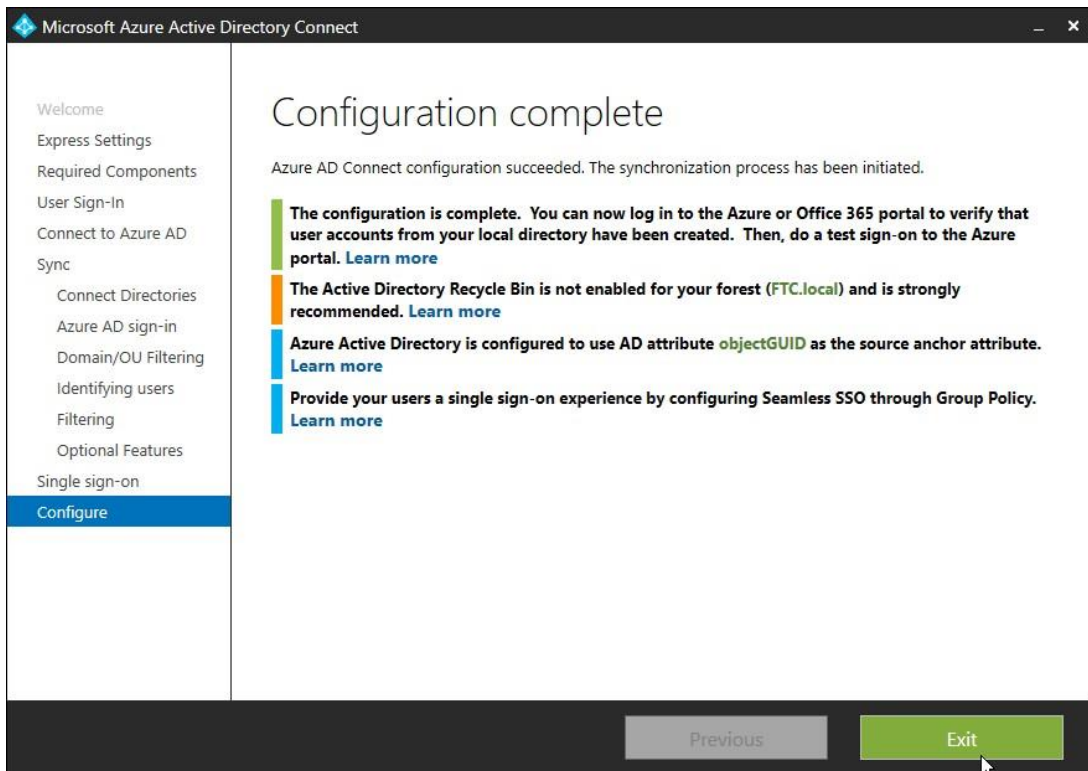 Microsoft Azure Active Directory Connect
Welcome
Express Settings
Required Components
User Sign-In
Connect to Azure AD
Sync
Connect Directories
Azure AD sign-in
Domain/OU Filtering
Identifying users
Filtering
Optional Features
Single sign-on
Configure
Configuration complete
Azure AD Connect configuration succeeded. The synchronization process has been initiated.
The configuration is complete. You can now log in to the Azure or Office 365 portal to verify that
user accounts from your local directory have been created. Then, do a test sign-on to the Azure
portal. Learn more
The Active Directory Recycle Bin is not enabled for your forest (FTC.local) and is strongly
recommended. Learn more
Azure Active Directory is configured to use AD attribute objectGUID as the source anchor attribute.
Learn more
Provide your users a single sign-on experience by configuring Seamless SSO through Group Policy.
Learn more
Previous
Exit